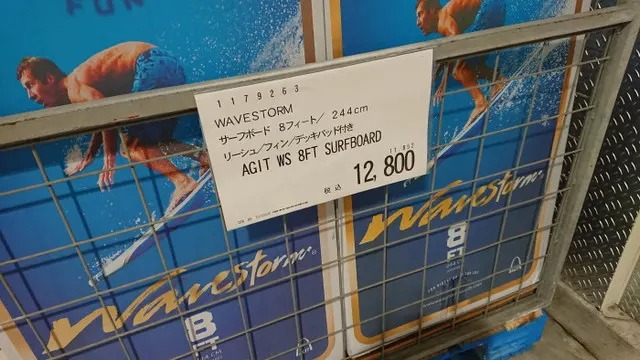 FUN
1179263
WAVESTORM
サーフボード 8フィート/ 244cm
リーシュ/フィン/デッキパッド付き
AGIT WS 8FT SURFBOARD
税込
12,800
Wavestorm
8
FT
Wavestorm
8
FT
AGIT